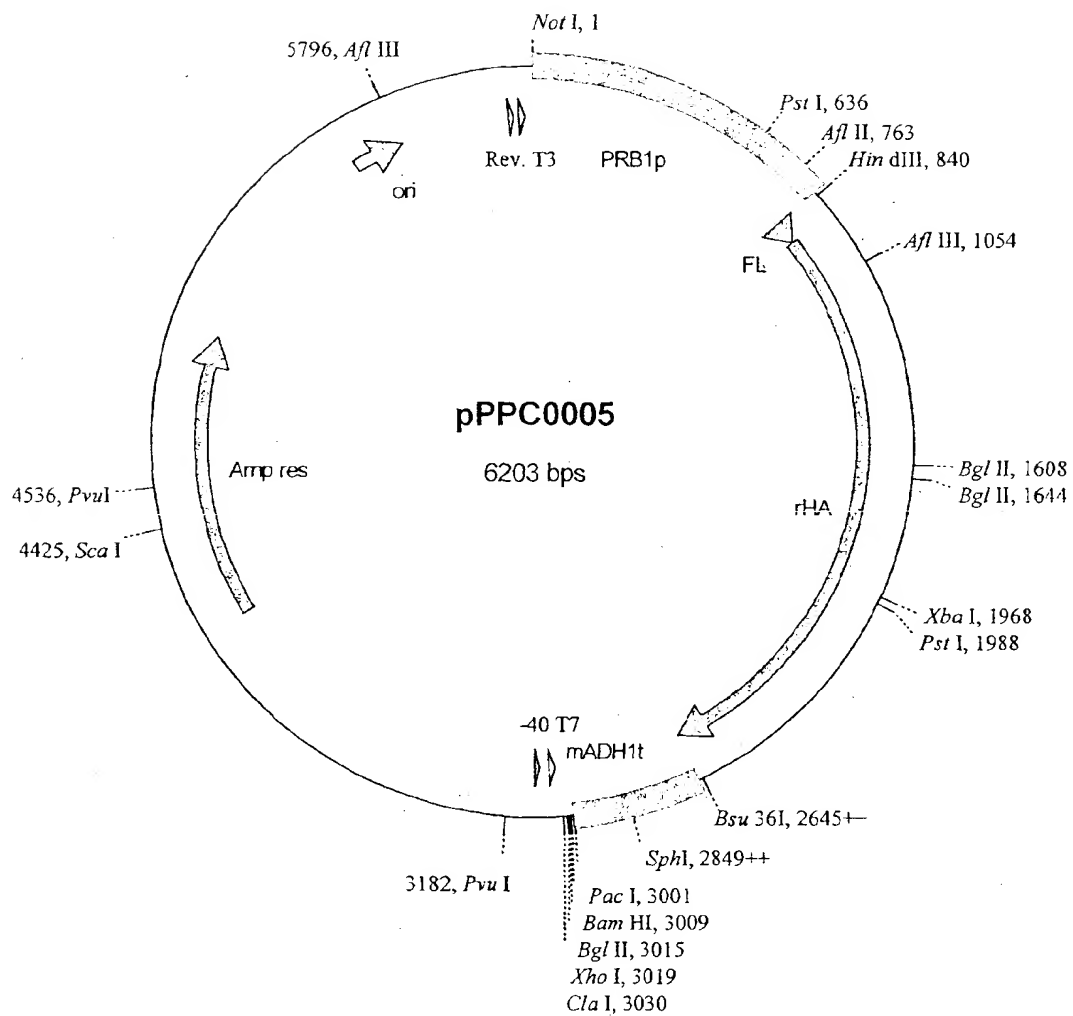 Not I, 1
5796, Afl III
Pst I, 636
Afl II, 763
Hin dIII, 840
Rev. T3
PRB1p
ori
Afl III, 1054
FL
pPPC0005
6203 bps
Amp res
rHA
Bgl II, 1608
Bgl II, 1644
4536, PvuI
4425, Sca I
Xba I, 1968
Pst I, 1988
-40 T7
mADH1t
Bsu 36I, 2645+-
SphI, 2849++
3182, Pvu I
Pac I, 3001
Bam HI, 3009
Bgl II, 3015
Xho I, 3019
Cla I, 3030